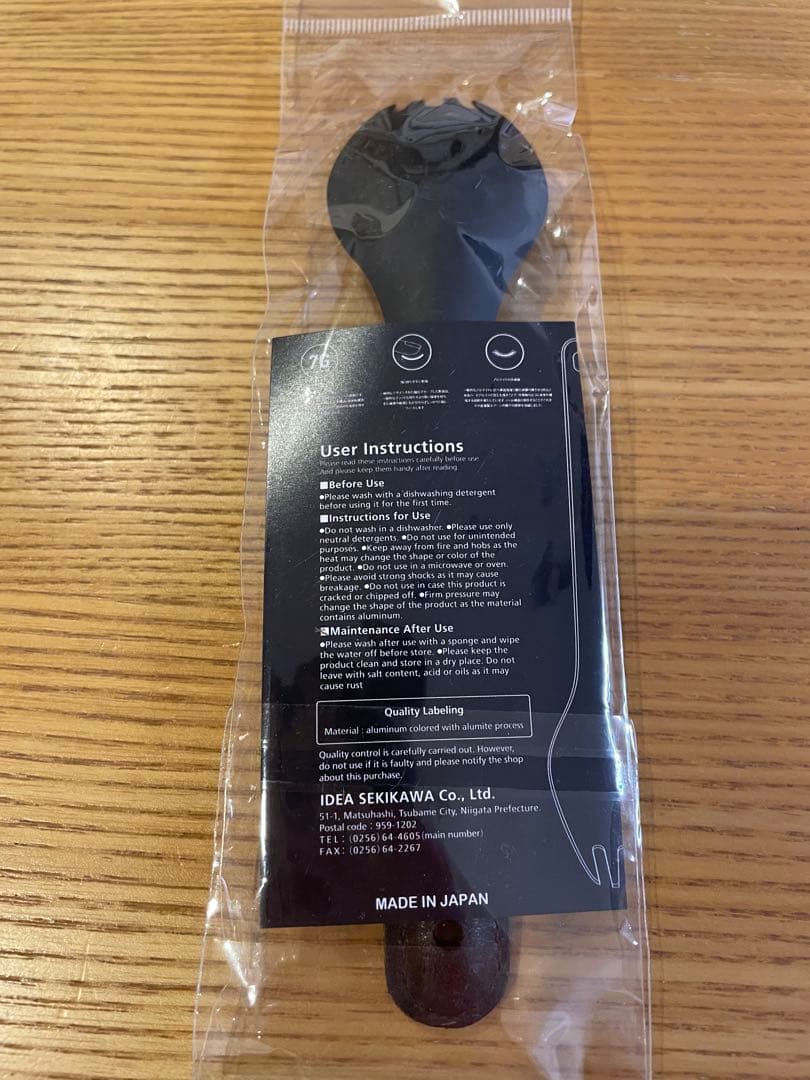 7G
User Instructions
Please read these instructions carefully before use
And please keep them handy after reading.
■Before Use
●Please wash with a dishwashing detergent
before using it for the first time.
■Instructions for Use
●Do not wash in a dishwasher. ●Please use only
neutral detergents. ●Do not use for unintended
purposes. ●Keep away from fire and hobs as the
heat may change the shape or color of the
product. ●Do not use in a microwave or oven.
●Please avoid strong shocks as it may cause
breakage. ●Do not use in case this product is
cracked or chipped off. ●Firm pressure may
change the shape of the product as the material
contains aluminum.
■Maintenance After Use
●Please wash after use with a sponge and wipe
the water off before store. ●Please keep the
product clean and store in a dry place. Do not
leave with salt content, acid or oils as it may
cause rust
Quality Labeling
Material : aluminum colored with alumite process
Quality control is carefully carried out. However,
do not use if it is faulty and please notify the shop
about this purchase.
IDEA SEKIKAWA Co., Ltd.
51-1, Matsuhashi, Tsubame City, Niigata Prefecture.
Postal code : 959-1202
TEL : (0256) 64-4605 (main number)
FAX: (0256) 64-2267
MADE IN JAPAN